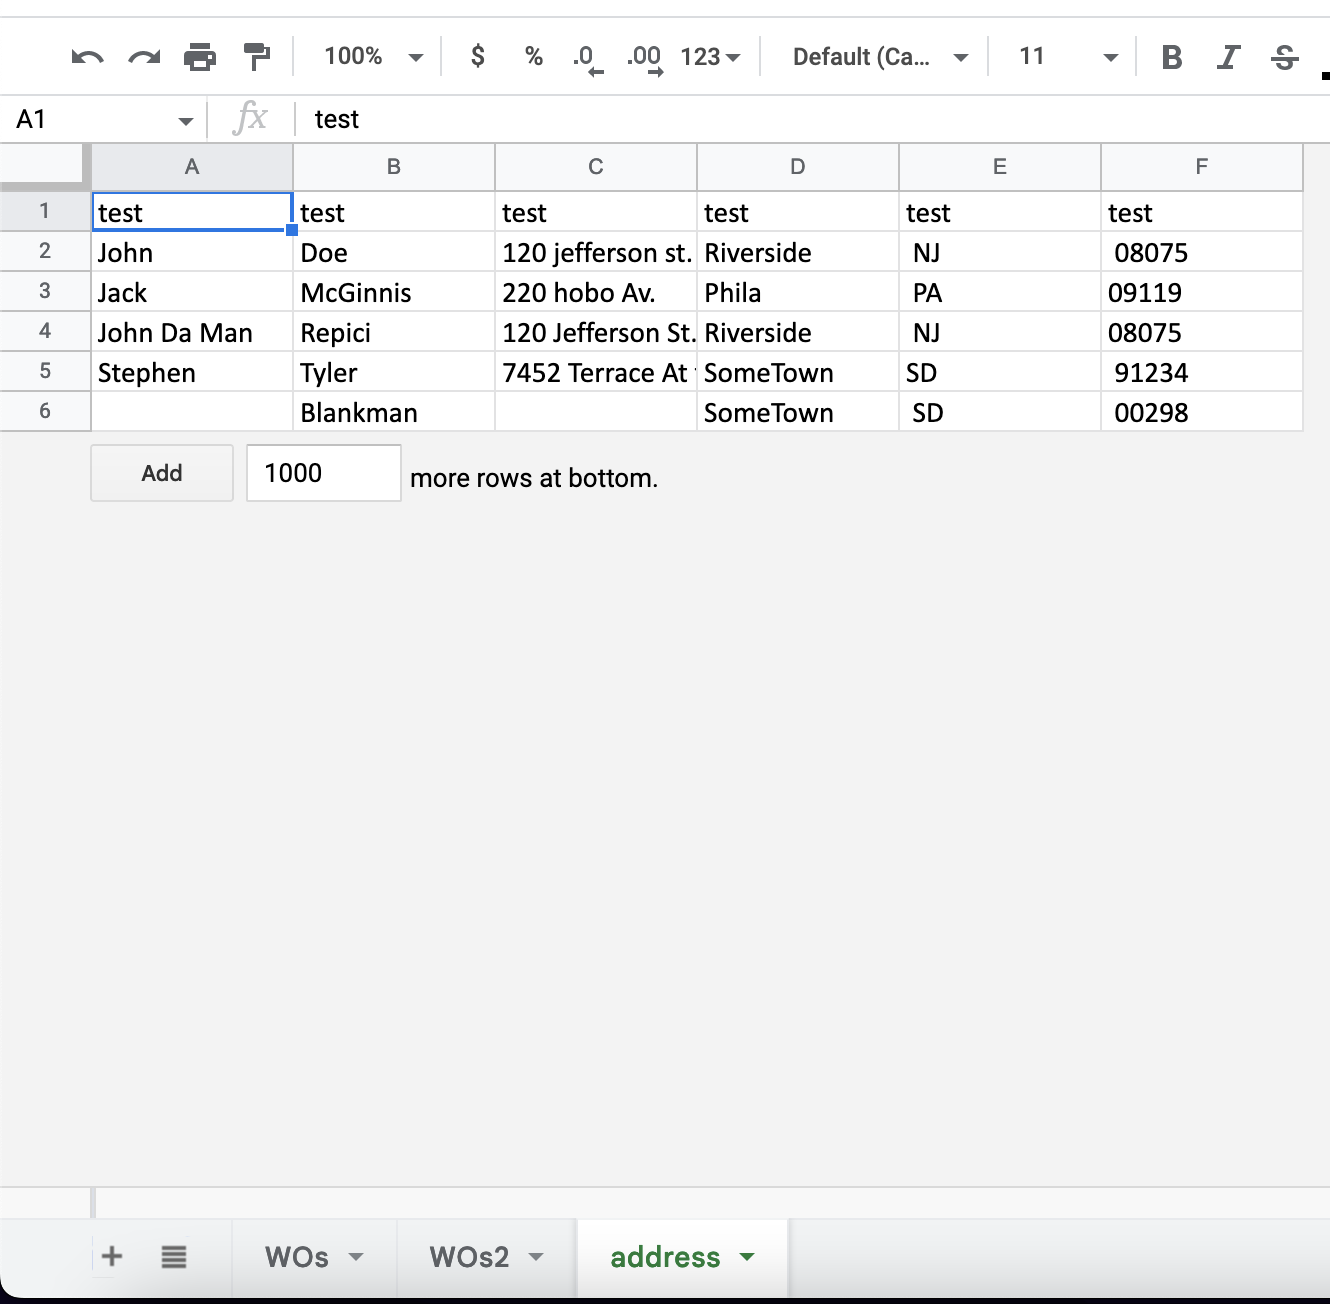 100% $ % .0 .00 123 Default (Ca... 11 B I S
A1 fx test
A B C D E F
1 test test test test test test
2 John Doe 120 jefferson st. Riverside NJ 08075
3 Jack McGinnis 220 hobo Av. Phila PA 09119
4 John Da Man Repici 120 Jefferson St. Riverside NJ 08075
5 Stephen Tyler 7452 Terrace At SomeTown SD 91234
6 Blankman SomeTown SD 00298
Add 1000 more rows at bottom.
+ WOs WOs2 address